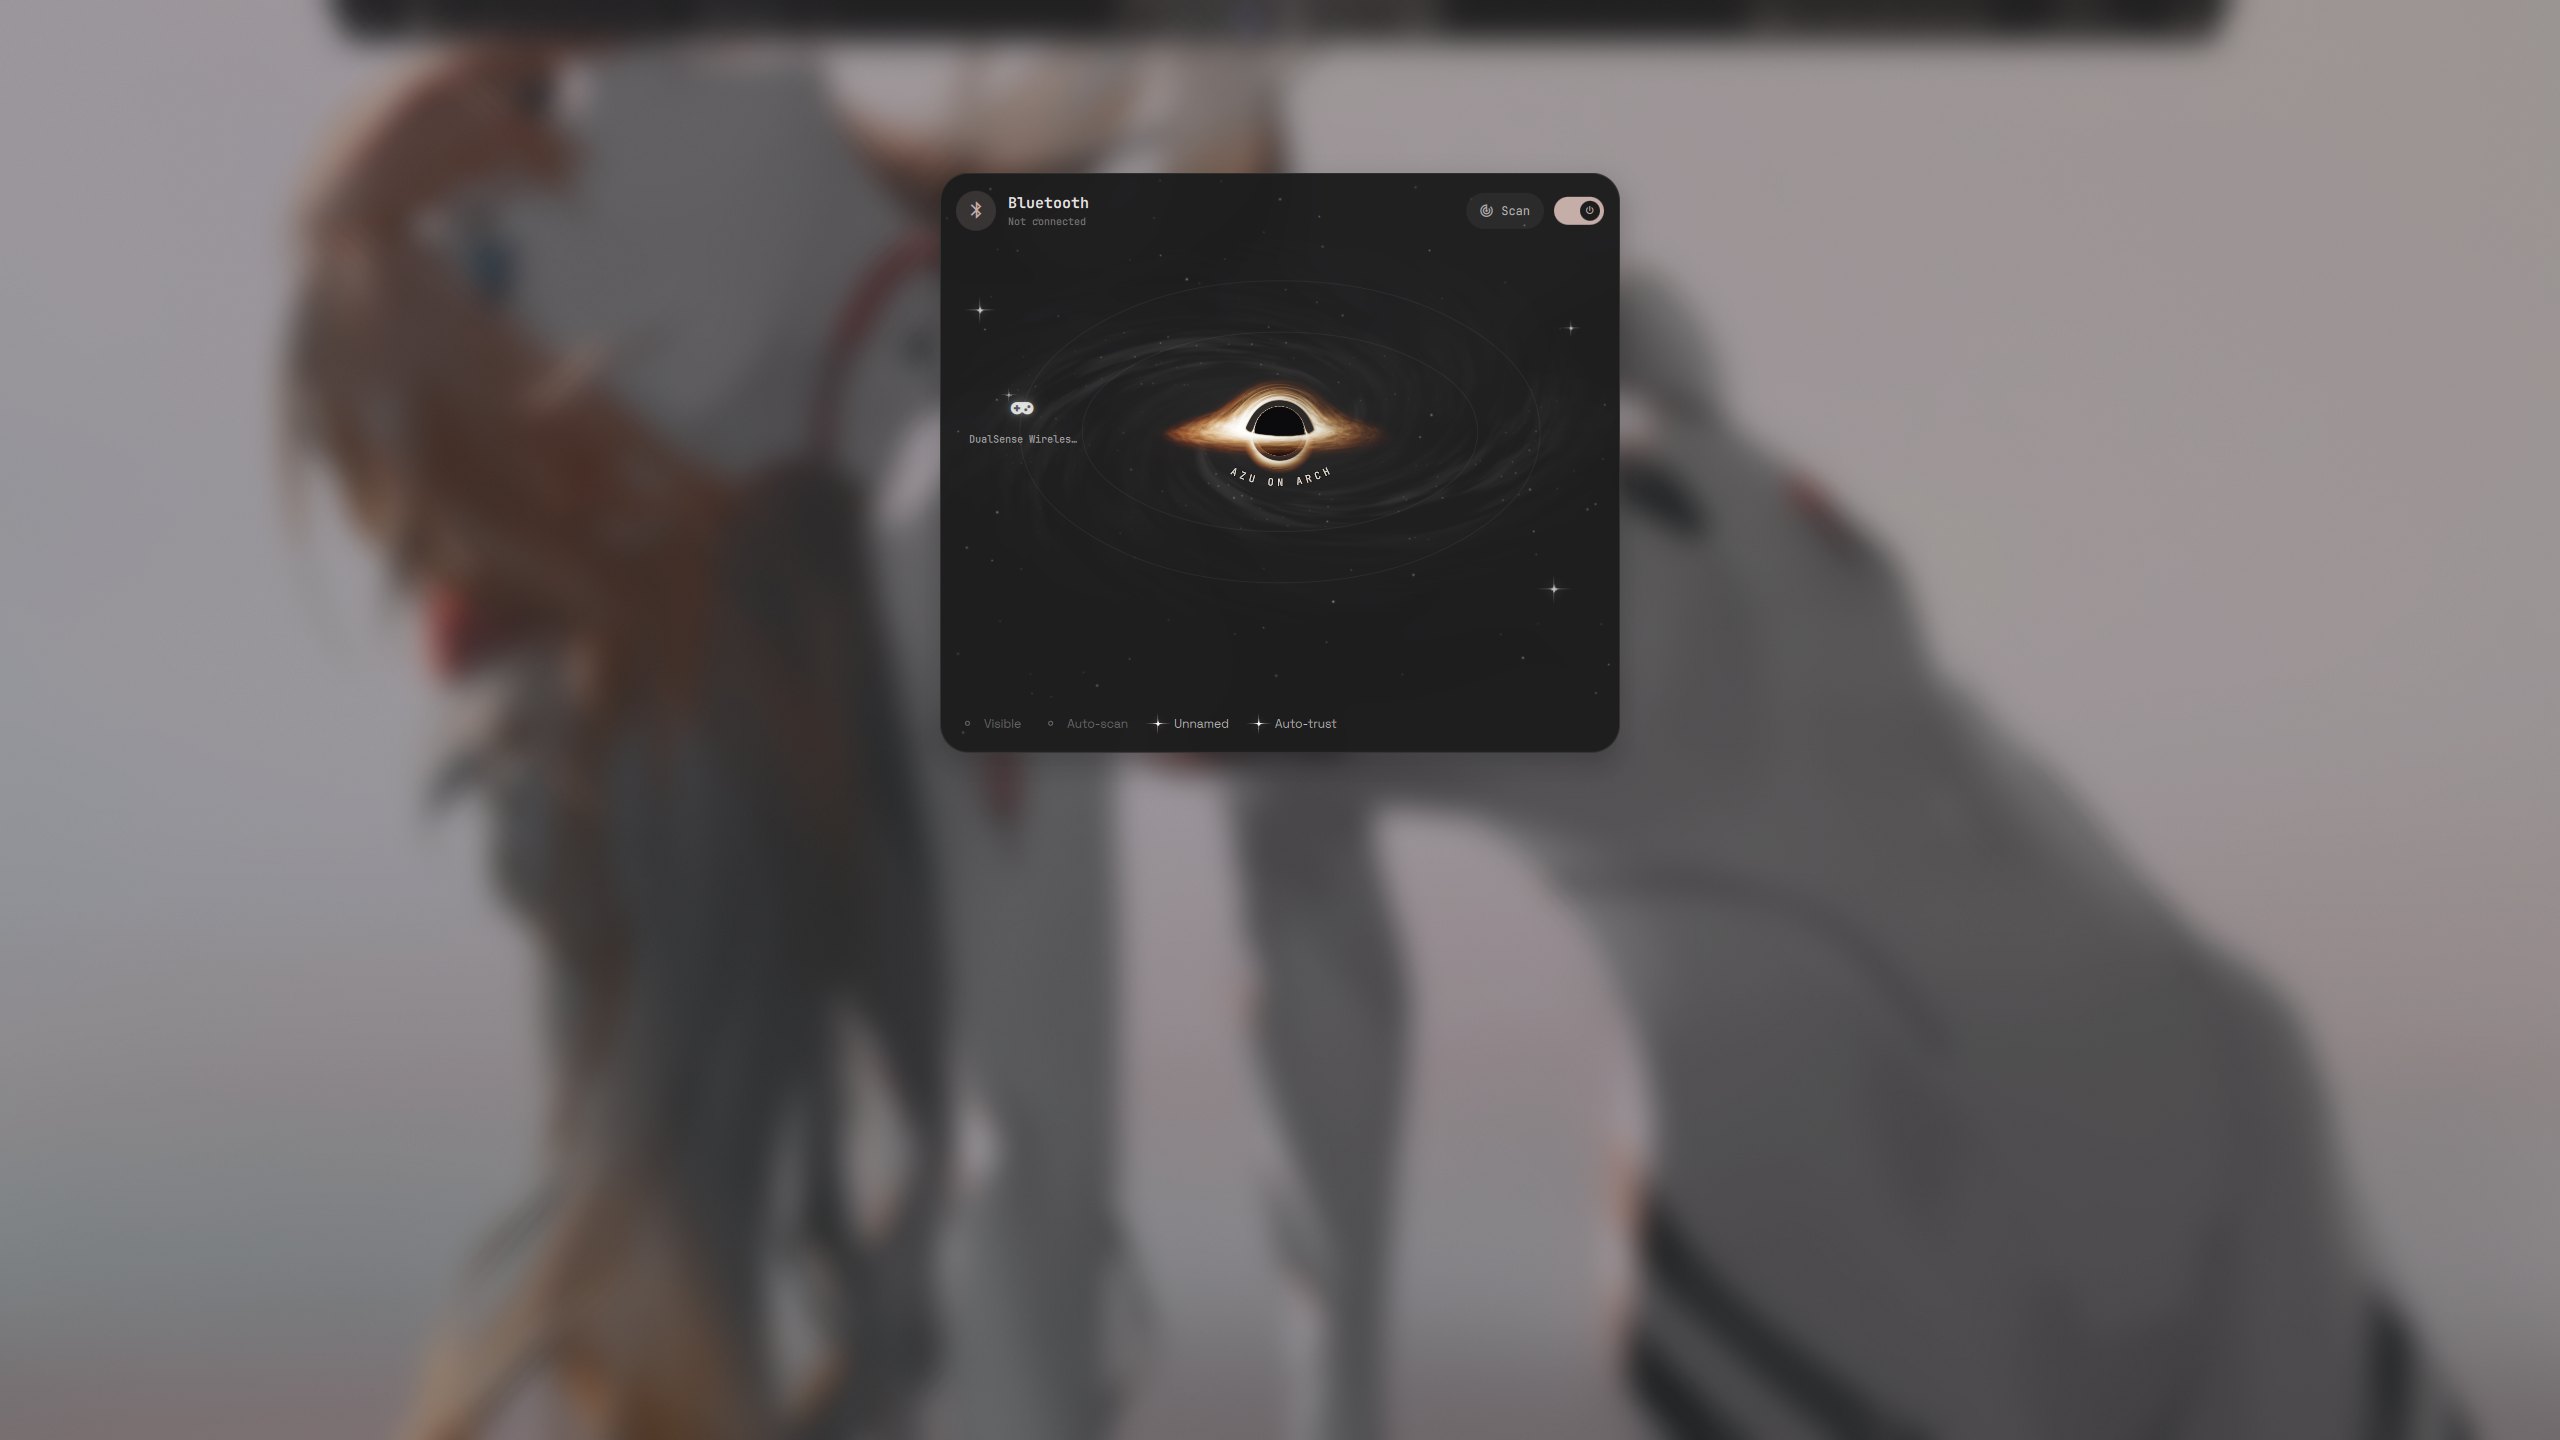 Bluetooth
Not connected
Scan
DualSense Wireles…
AZU ON ARCH
Visible
Auto-scan
Unnamed
Auto-trust